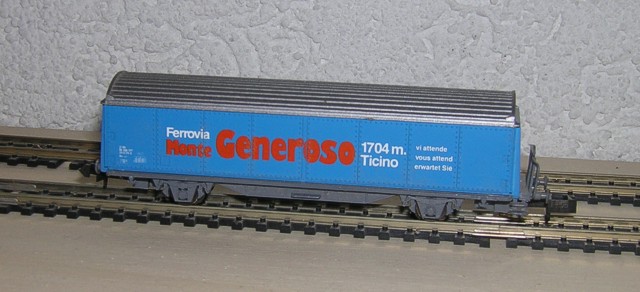 Ferrovia
Monte Generoso
1704 m.
Ticino
vi attende
vous attend
erwartet Sie